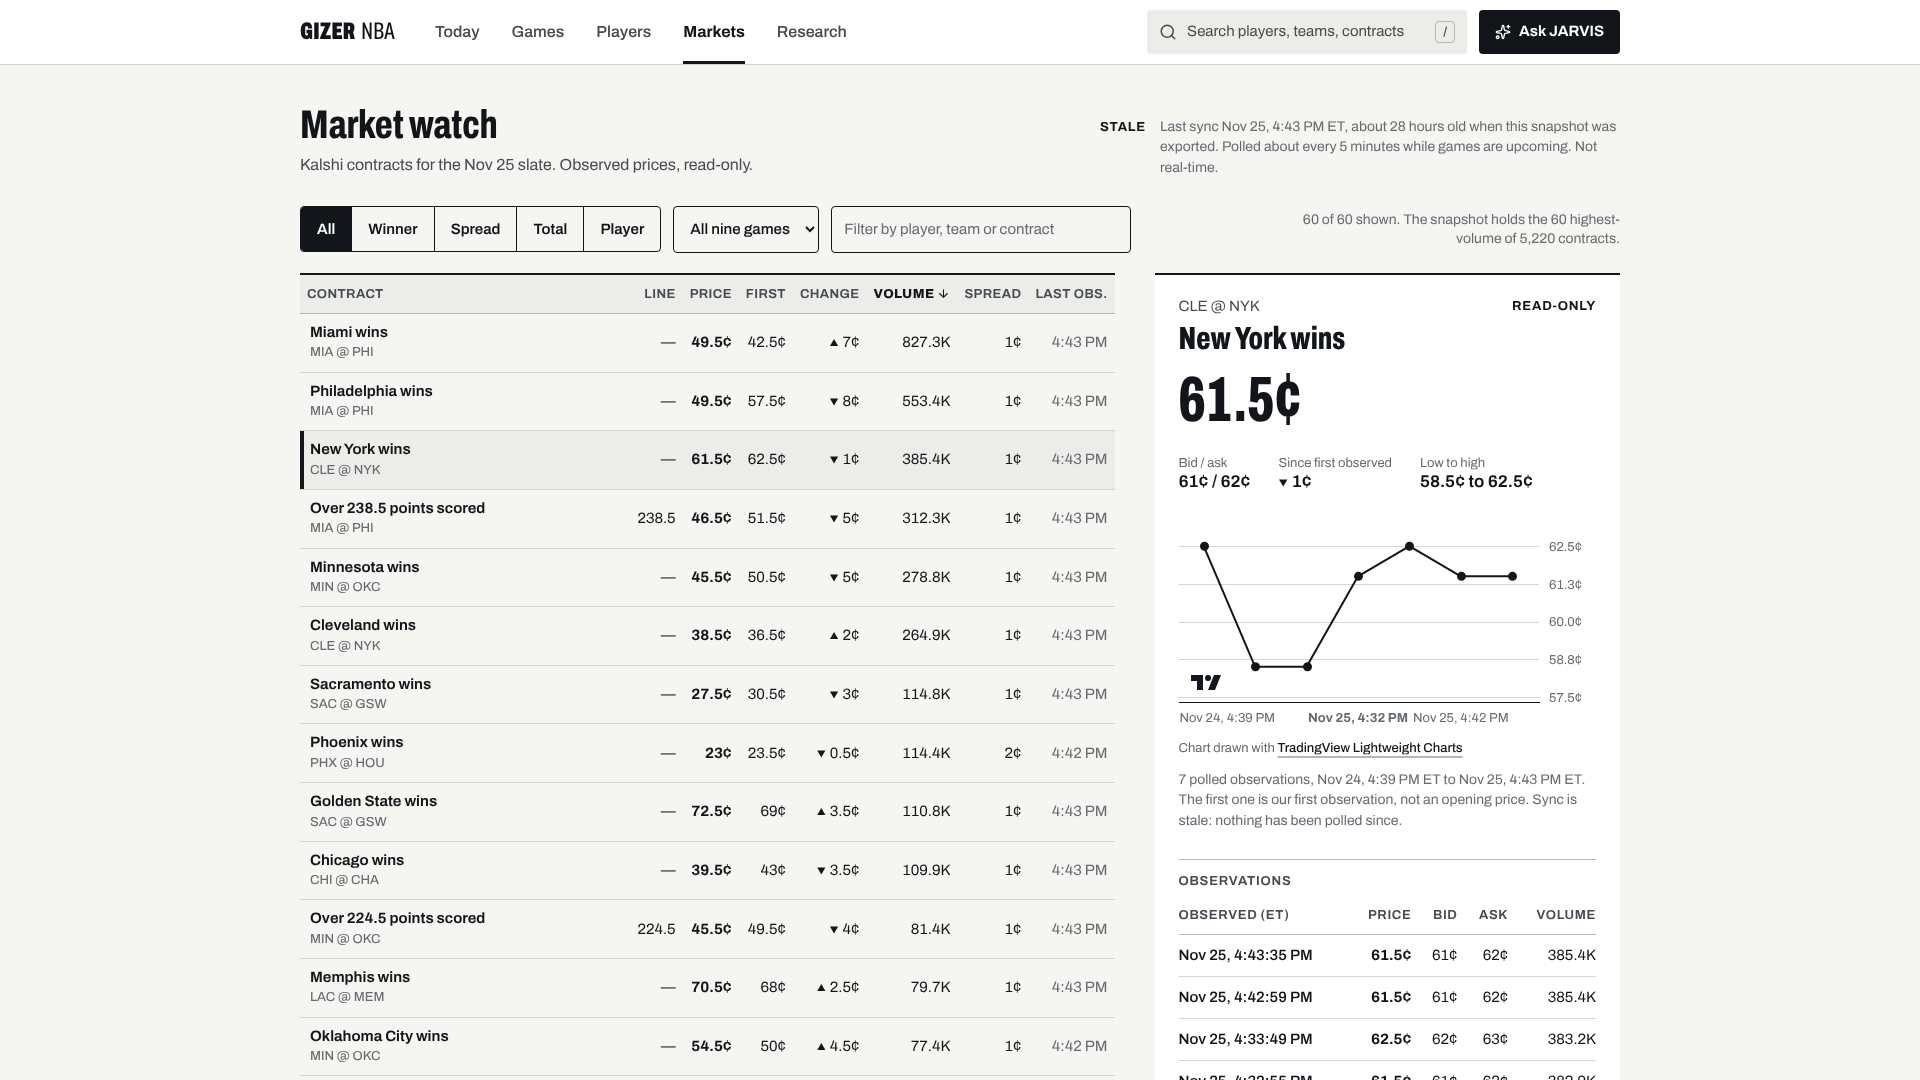 GIZER NBA Today Games Players Markets Research Search players, teams, contracts / Ask JARVIS
Market watch
Kalshi contracts for the Nov 25 slate. Observed prices, read-only.
STALE Last sync Nov 25, 4:43 PM ET, about 28 hours old when this snapshot was
exported. Polled about every 5 minutes while games are upcoming. Not
real-time.
All Winner Spread Total Player All nine games Filter by player, team or contract
60 of 60 shown. The snapshot holds the 60 highest-
volume of 5,220 contracts.
CONTRACT LINE PRICE FIRST CHANGE VOLUME ↓ SPREAD LAST OBS.
Miami wins
MIA @ PHI — 49.5¢ 42.5¢ ▲ 7¢ 827.3K 1¢ 4:43 PM
Philadelphia wins
MIA @ PHI — 49.5¢ 57.5¢ ▼ 8¢ 553.4K 1¢ 4:43 PM
New York wins
CLE @ NYK — 61.5¢ 62.5¢ ▼ 1¢ 385.4K 1¢ 4:43 PM
Over 238.5 points scored
MIA @ PHI 238.5 46.5¢ 51.5¢ ▼ 5¢ 312.3K 1¢ 4:43 PM
Minnesota wins
MIN @ OKC — 45.5¢ 50.5¢ ▼ 5¢ 278.8K 1¢ 4:43 PM
Cleveland wins
CLE @ NYK — 38.5¢ 36.5¢ ▲ 2¢ 264.9K 1¢ 4:43 PM
Sacramento wins
SAC @ GSW — 27.5¢ 30.5¢ ▼ 3¢ 114.8K 1¢ 4:43 PM
Phoenix wins
PHX @ HOU — 23¢ 23.5¢ ▼ 0.5¢ 114.4K 2¢ 4:42 PM
Golden State wins
SAC @ GSW — 72.5¢ 69¢ ▲ 3.5¢ 110.8K 1¢ 4:43 PM
Chicago wins
CHI @ CHA — 39.5¢ 43¢ ▼ 3.5¢ 109.9K 1¢ 4:43 PM
Over 224.5 points scored
MIN @ OKC 224.5 45.5¢ 49.5¢ ▼ 4¢ 81.4K 1¢ 4:43 PM
Memphis wins
LAC @ MEM — 70.5¢ 68¢ ▲ 2.5¢ 79.7K 1¢ 4:43 PM
Oklahoma City wins
MIN @ OKC — 54.5¢ 50¢ ▲ 4.5¢ 77.4K 1¢ 4:42 PM
CLE @ NYK READ-ONLY
New York wins
61.5¢
Bid / ask Since first observed Low to high
61¢ / 62¢ ▼ 1¢ 58.5¢ to 62.5¢
62.5¢
61.3¢
60.0¢
58.8¢
57.5¢
Nov 24, 4:39 PM Nov 25, 4:32 PM Nov 25, 4:42 PM
Chart drawn with TradingView Lightweight Charts
7 polled observations, Nov 24, 4:39 PM ET to Nov 25, 4:43 PM ET.
The first one is our first observation, not an opening price. Sync is
stale: nothing has been polled since.
OBSERVATIONS
OBSERVED (ET) PRICE BID ASK VOLUME
Nov 25, 4:43:35 PM 61.5¢ 61¢ 62¢ 385.4K
Nov 25, 4:42:59 PM 61.5¢ 61¢ 62¢ 385.4K
Nov 25, 4:33:49 PM 62.5¢ 62¢ 63¢ 383.2K